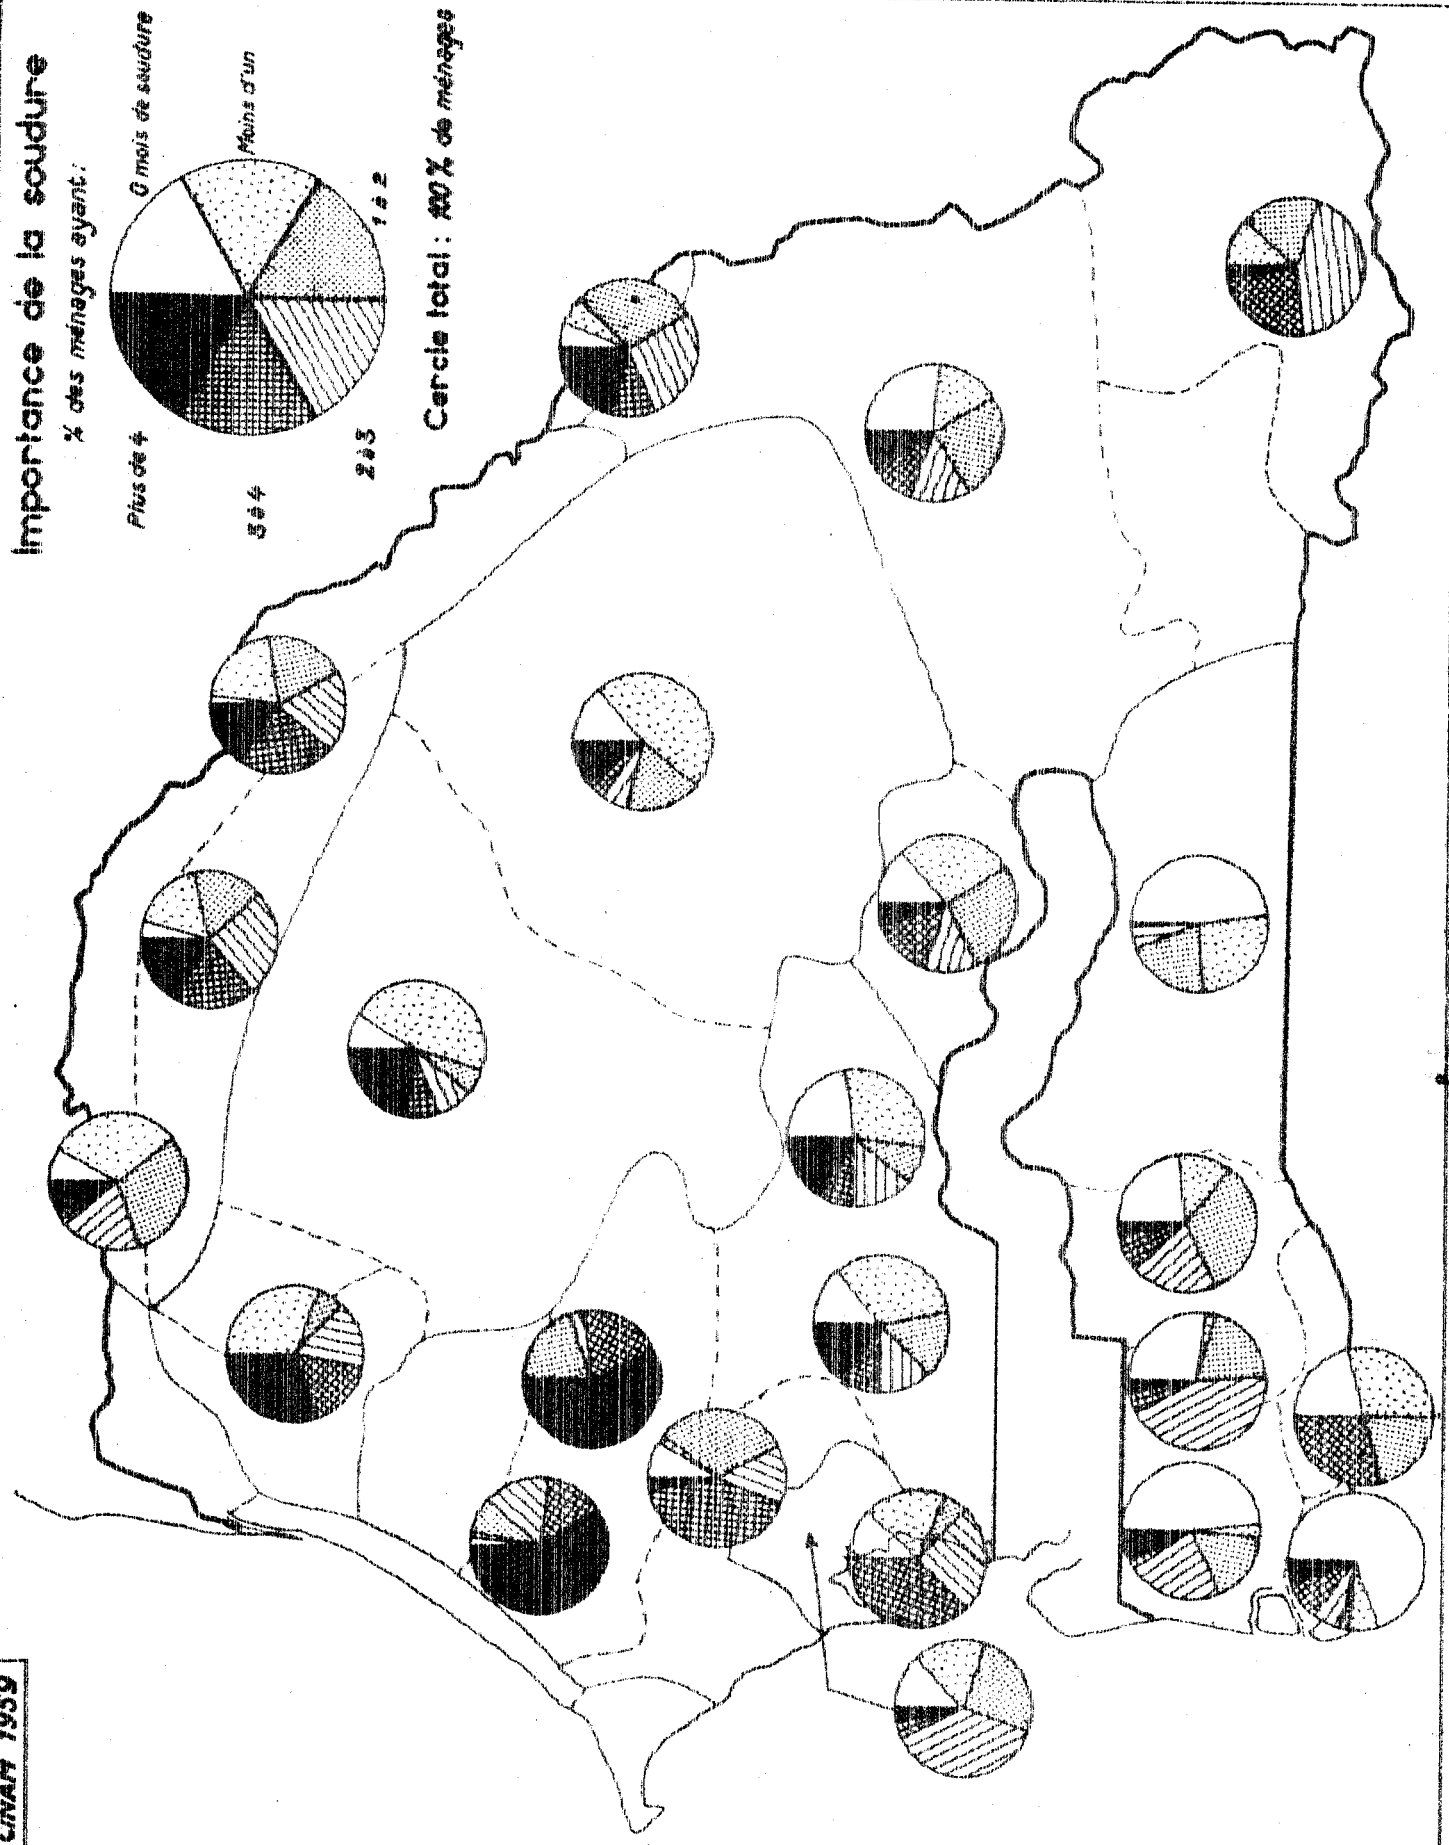 Importance de la soudure
% des ménages ayant :
0 mois de soudure
Moins d'un
1 à 2
2 à 3
3 à 4
Plus de 4
Cercle total : 100 % de ménages
CINAM 1959